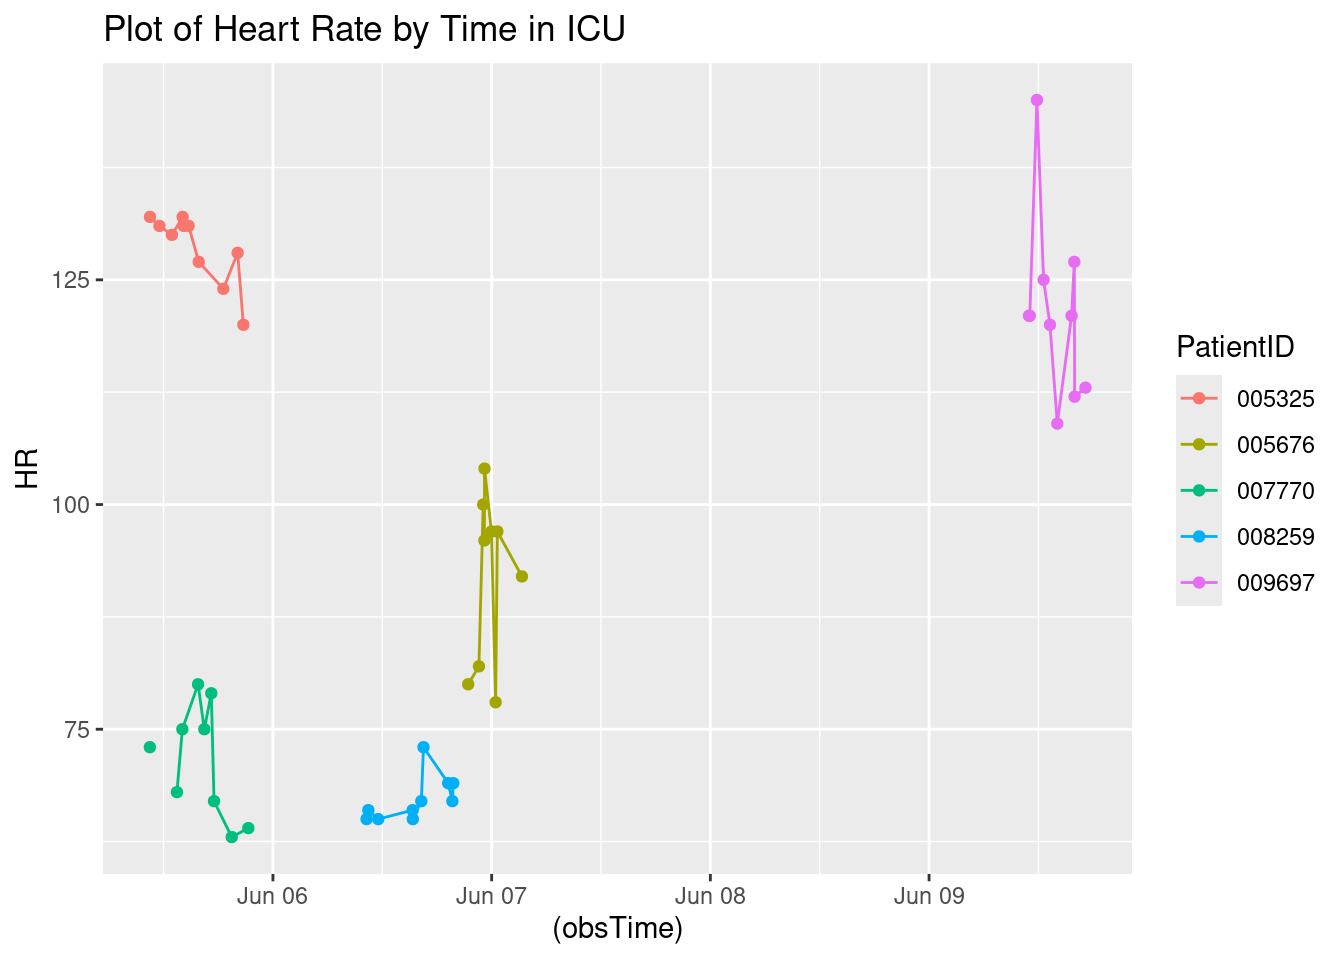 Plot of Heart Rate by Time in ICU
HR
125
100
75
Jun 06
Jun 07
Jun 08
Jun 09
(obsTime)
PatientID
005325
005676
007770
008259
009697